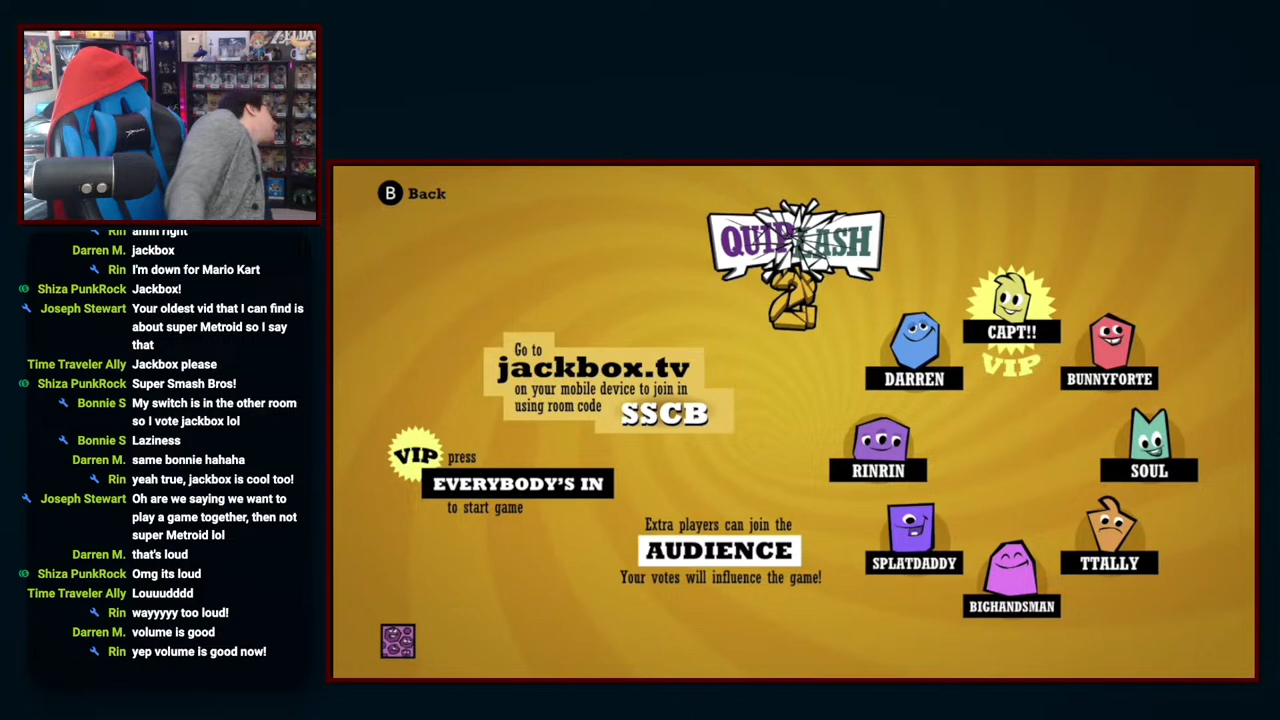 Rin ahhh right
Darren M. jackbox
Rin I'm down for Mario Kart
Shiza PunkRock Jackbox!
Joseph Stewart Your oldest vid that I can find is
about super Metroid so I say
that
Time Traveler Ally Jackbox please
Shiza PunkRock Super Smash Bros!
Bonnie S My switch is in the other room
so I vote jackbox lol
Bonnie S Laziness
Darren M. same bonnie hahaha
Rin yeah true, jackbox is cool too!
Joseph Stewart Oh are we saying we want to
play a game together, then not
super Metroid lol
Darren M. that's loud
Shiza PunkRock Omg its loud
Time Traveler Ally Louuudddd
Rin wayyyyy too loud!
Darren M. volume is good
Rin yep volume is good now!
B Back
QUIPLASH
2
Go to
jackbox.tv
on your mobile device to join in
using room code SSCB
VIP press
EVERYBODY'S IN
to start game
Extra players can join the
AUDIENCE
Your votes will influence the game!
CAPT!!
VIP
DARREN
BUNNYFORTE
RINRIN
SOUL
SPLATDADDY
TTALLY
BIGHANDSMAN